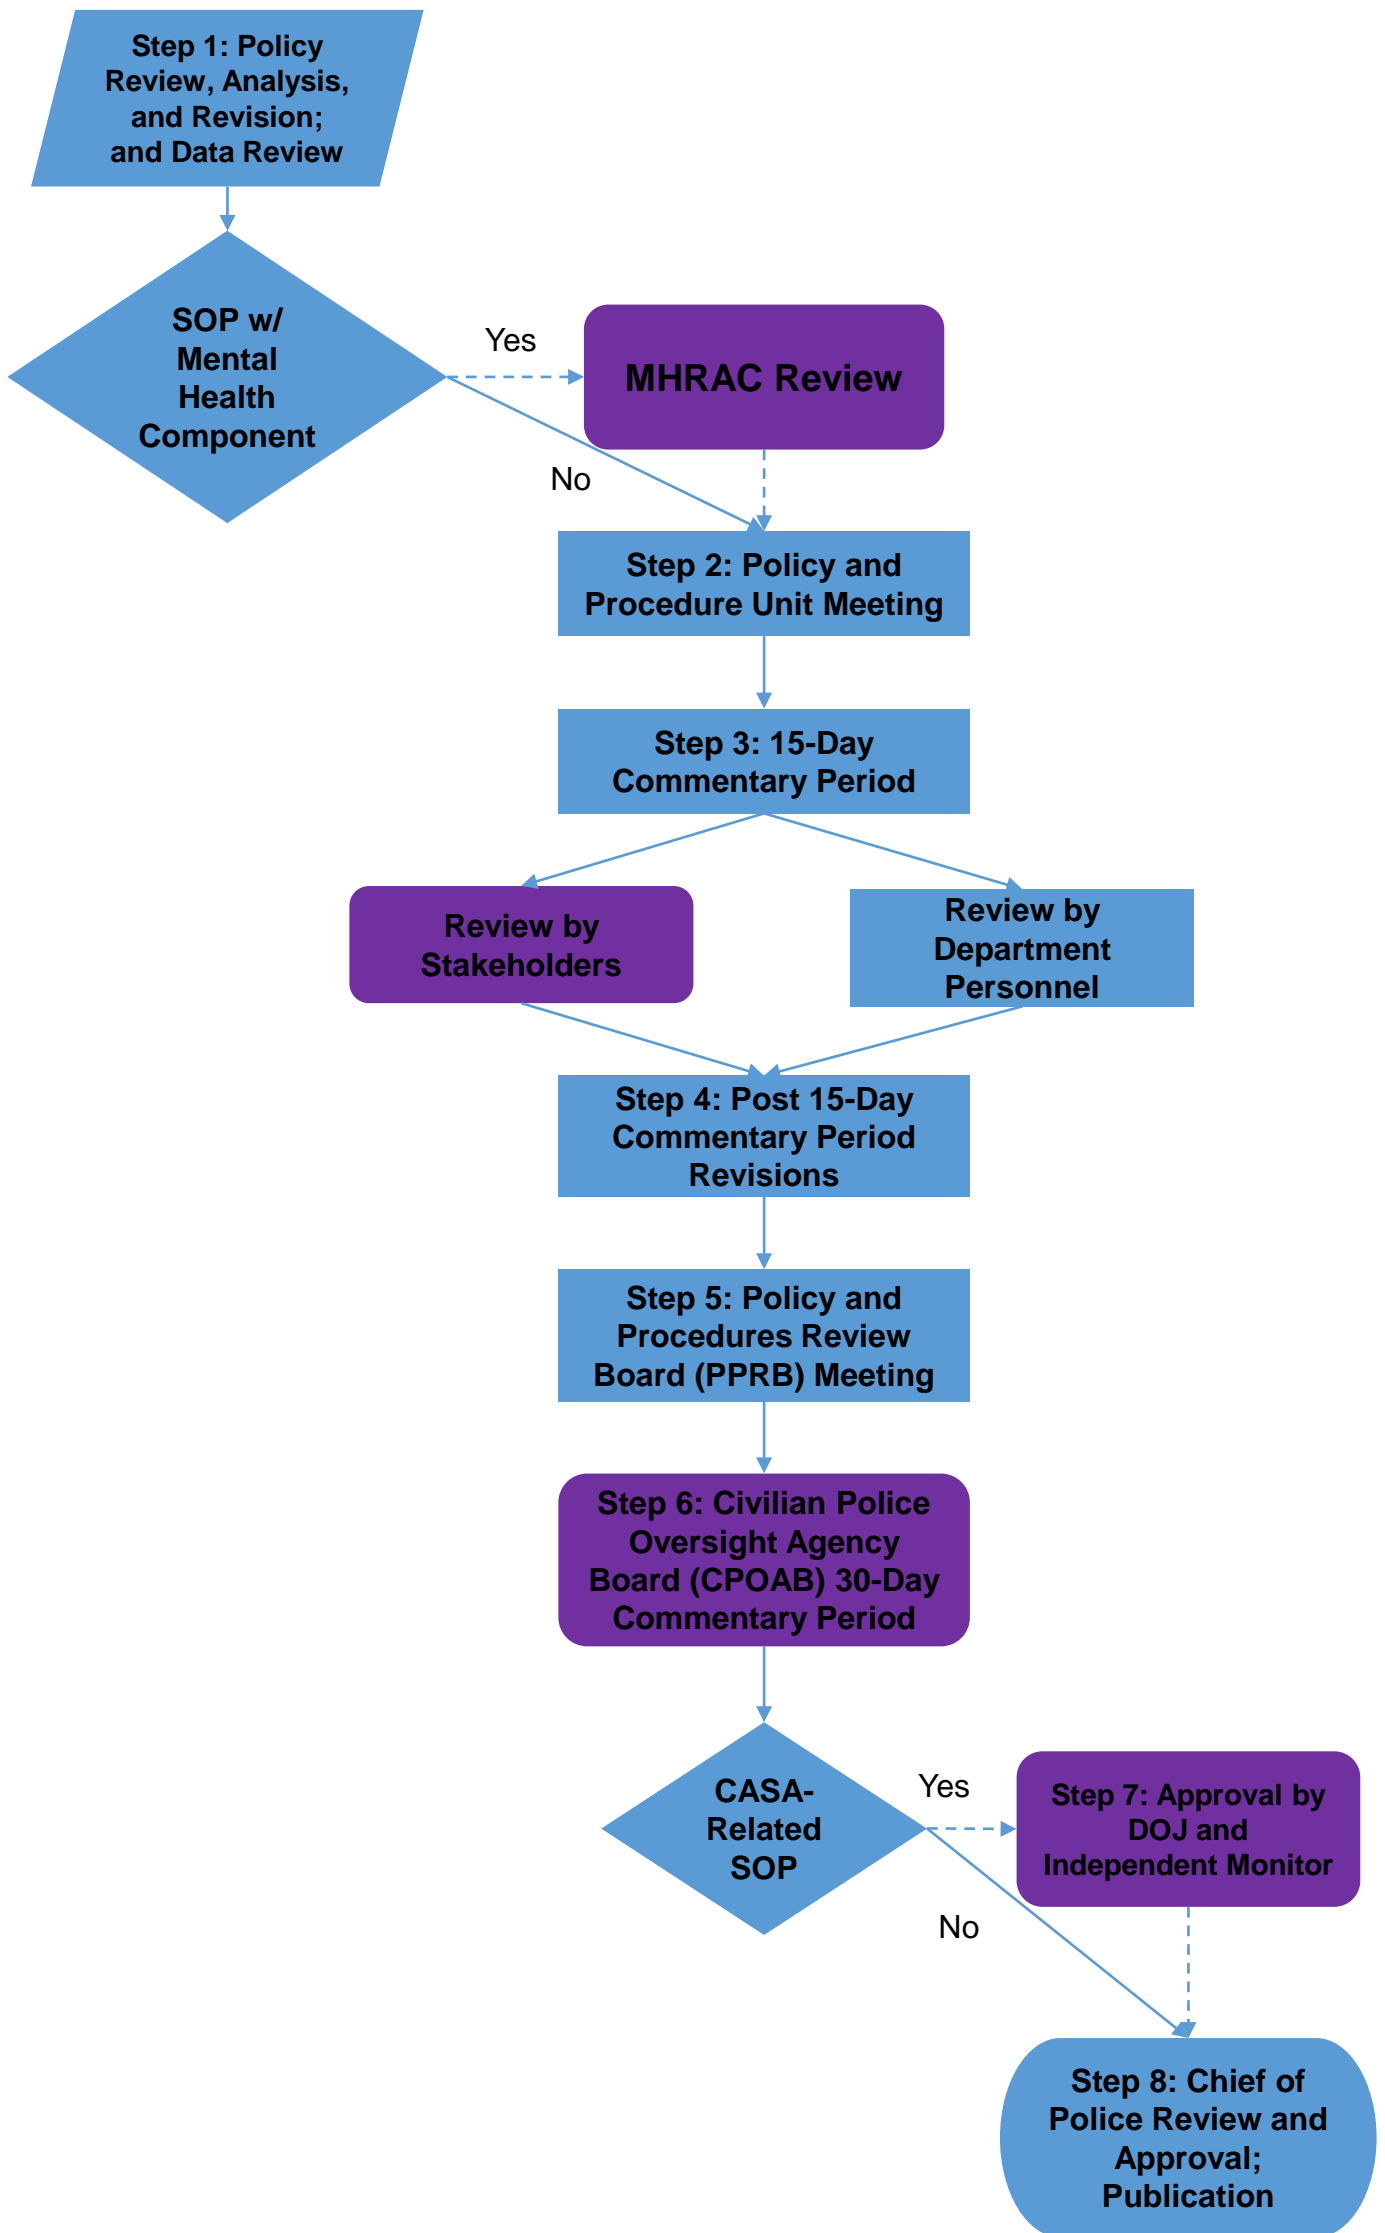 Step 1: Policy
Review, Analysis,
and Revision;
and Data Review
SOP w/
Mental
Health
Component
Yes
MHRAC Review
No
Step 2: Policy and
Procedure Unit Meeting
Step 3: 15-Day
Commentary Period
Review by
Stakeholders
Review by
Department
Personnel
Step 4: Post 15-Day
Commentary Period
Revisions
Step 5: Policy and
Procedures Review
Board (PPRB) Meeting
Step 6: Civilian Police
Oversight Agency
Board (CPOAB) 30-Day
Commentary Period
CASA-
Related
SOP
Yes
Step 7: Approval by
DOJ and
Independent Monitor
No
Step 8: Chief of
Police Review and
Approval;
Publication